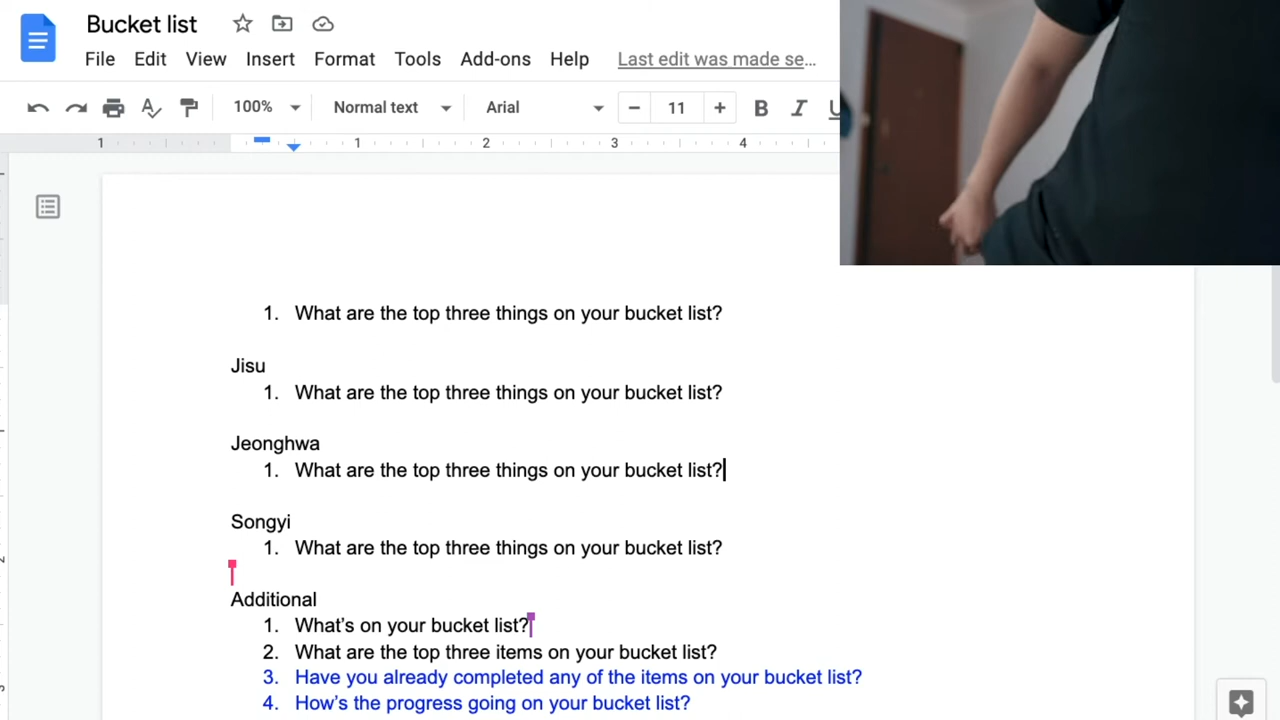 Bucket list
File Edit View Insert Format Tools Add-ons Help Last edit was made se...
100% Normal text Arial 11 B I U
1 1 2 3 4
1. What are the top three things on your bucket list?
Jisu
1. What are the top three things on your bucket list?
Jeonghwa
1. What are the top three things on your bucket list?
Songyi
1. What are the top three things on your bucket list?
Additional
1. What’s on your bucket list?
2. What are the top three items on your bucket list?
3. Have you already completed any of the items on your bucket list?
4. How’s the progress going on your bucket list?